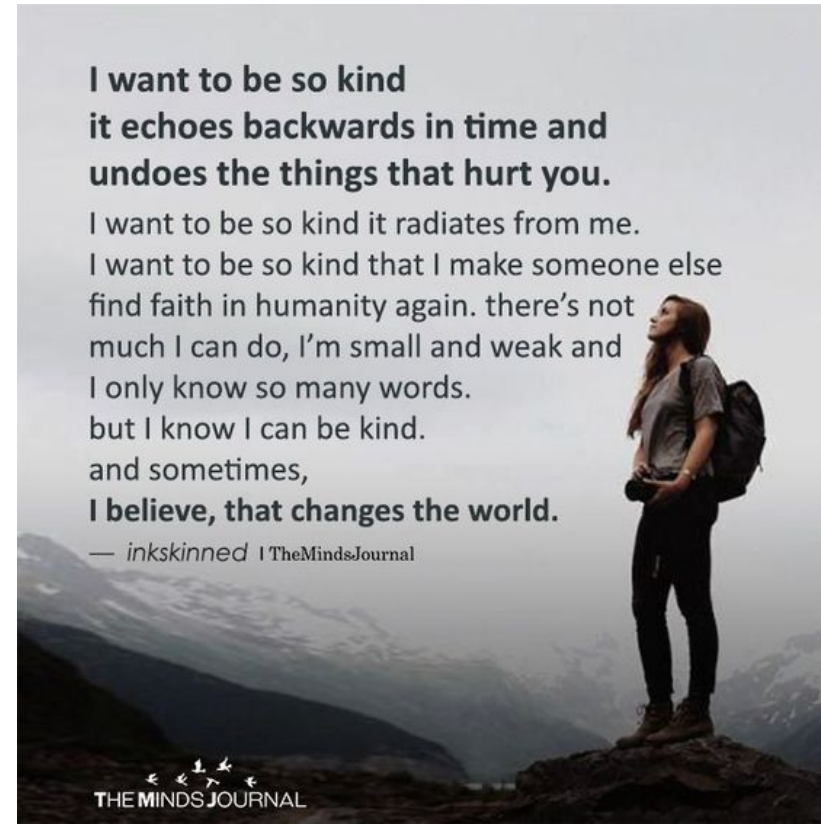 I want to be so kind
it echoes backwards in time and
undoes the things that hurt you.
I want to be so kind it radiates from me.
I want to be so kind that I make someone else
find faith in humanity again. there's not
much I can do, I'm small and weak and
I only know so many words.
but I know I can be kind.
and sometimes,
I believe, that changes the world.
— inkskinned I TheMindsJournal
THEMINDSJOURNAL